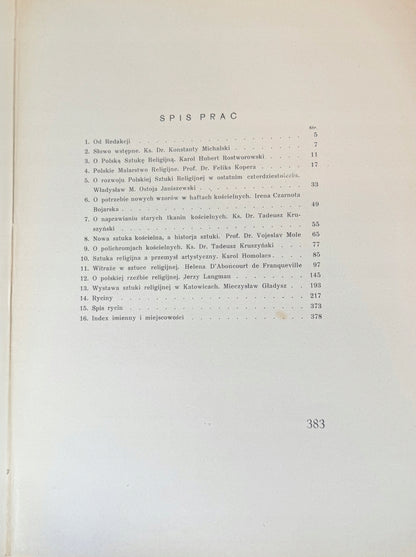 SPIS PRAC
Str.
1. Od Redakcji . . . . . . . . . . . . . . 5
2. Słowo wstępne. Ks. Dr. Konstanty Michalski . . . . . . . 7
3. O Polską Sztukę Religijną. Karol Hubert Rostworowski . . . . 11
4. Polskie Malarstwo Religijne. Prof. Dr. Feliks Kopera . . . . . 17
5. O rozwoju Polskiej Sztuki Religijnej w ostatnim czterdziestoleciu.
Władysław M. Ostoja Janiszewski . . . . . . . . . . 33
6. O potrzebie nowych wzorów w haftach kościelnych. Irena Czarnota
Bojarska . . . . . . . . . . . . . . . 49
7. O naprawianiu starych tkanin kościelnych. Ks. Dr. Tadeusz Kru-
szyński . . . . . . . . . . . . . . . 55
8. Nowa sztuka kościelna, a historja sztuki. Prof. Dr. Vojeslav Mole 65
9. O polichromjach kościelnych. Ks. Dr. Tadeusz Kruszyński . . . 77
10. Sztuka religijna a przemysł artystyczny. Karol Homolacs . . . 85
11. Witraże w sztuce religijnej. Helena D'Aboncourt de Franqueville 97
12. O polskiej rzeźbie religijnej. Jerzy Langman . . . . . . . 145
13. Wystawa sztuki religijnej w Katowicach. Mieczysław Gładysz . . 193
14. Ryciny . . . . . . . . . . . . . . . 217
15. Spis rycin . . . . . . . . . . . . . . 373
16. Index imienny i miejscowości . . . . . . . . . . 378
383
7